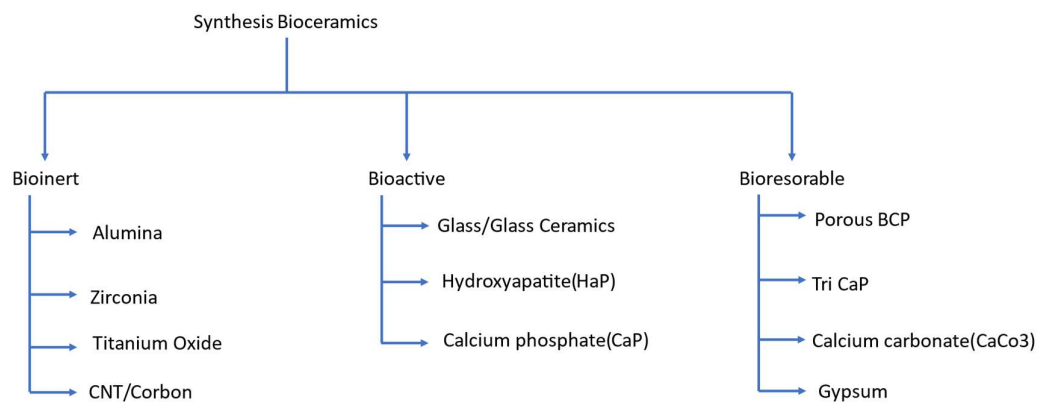 Synthesis Bioceramics
Bioinert
Alumina
Zirconia
Titanium Oxide
CNT/Corbon
Bioactive
Glass/Glass Ceramics
Hydroxyapatite(HaP)
Calcium phosphate(CaP)
Bioresorable
Porous BCP
Tri CaP
Calcium carbonate(CaCo3)
Gypsum